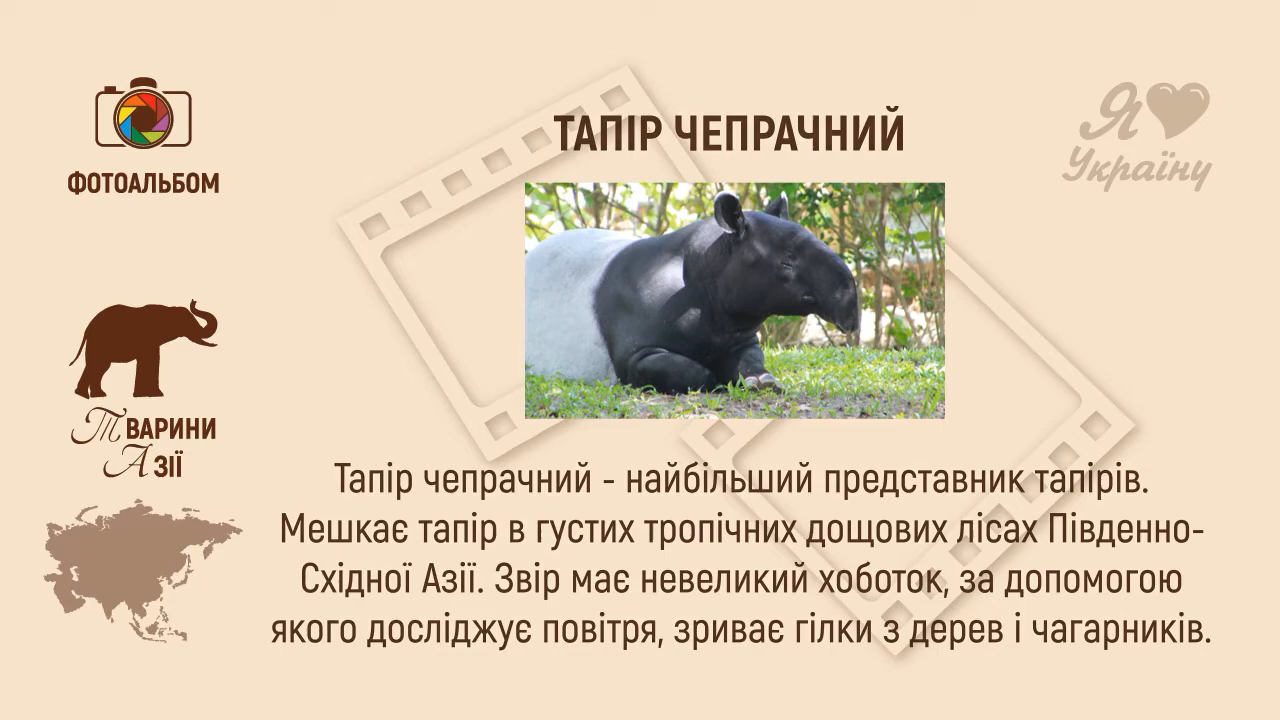 ФОТОАЛЬБОМ
ТАПІР ЧЕПРАЧНИЙ
Я
Україну
ТВАРИНИ
АЗІЇ
Тапір чепрачний - найбільший представник тапірів.
Мешкає тапір в густих тропічних дощових лісах Південно-
Східної Азії. Звір має невеликий хоботок, за допомогою
якого досліджує повітря, зриває гілки з дерев і чагарників.